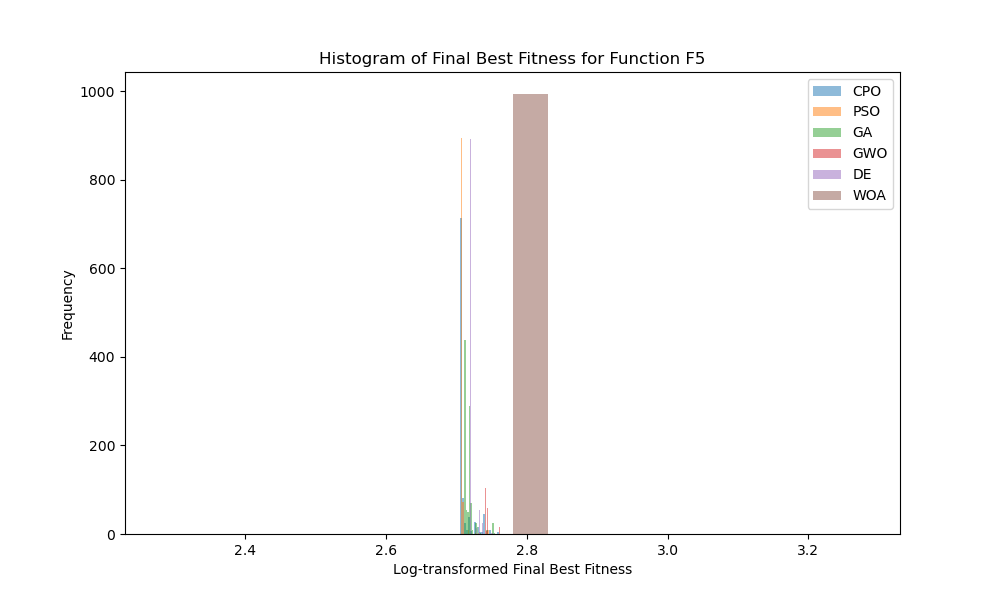 Histogram of Final Best Fitness for Function F5
1000
800
600
400
200
0
Frequency
CPO
PSO
GA
GWO
DE
WOA
2.4
2.6
2.8
3.0
3.2
Log-transformed Final Best Fitness